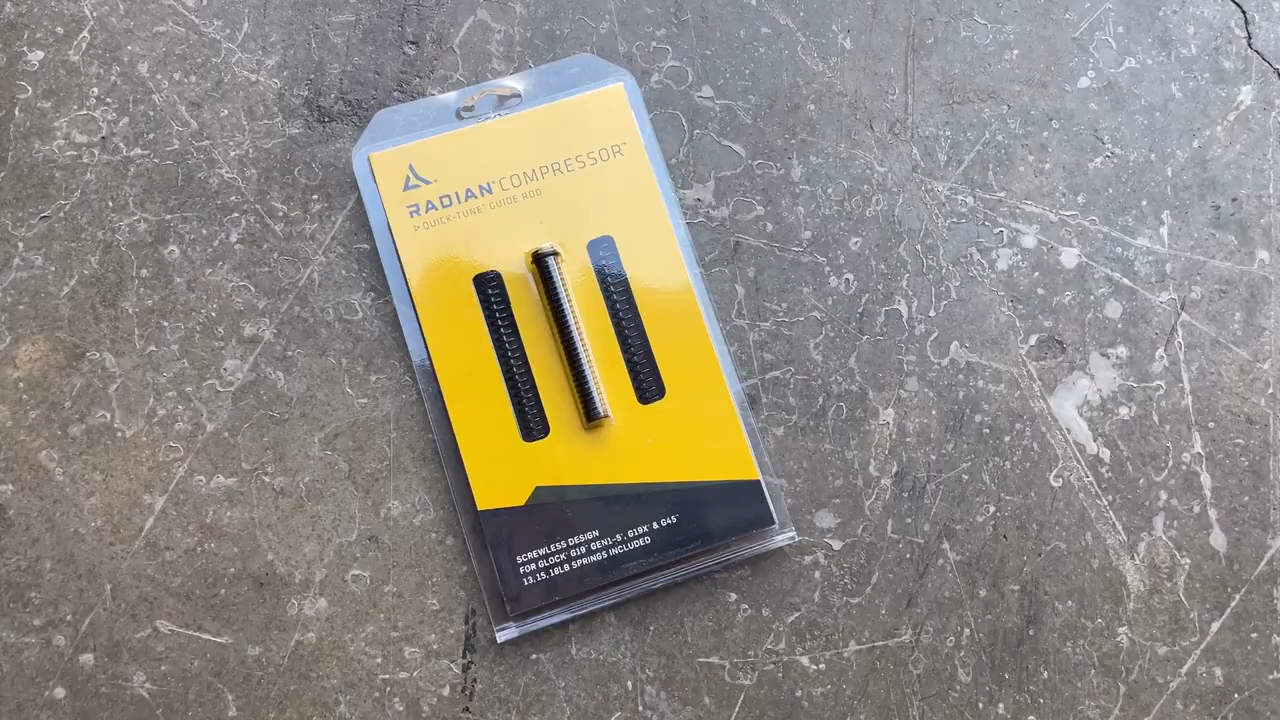 RADIAN® COMPRESSOR™
QUICK-TUNE™ GUIDE ROD
SCREWLESS DESIGN
FOR GLOCK® G19® GEN1-5®, G19X® & G45™
13, 15, 18LB SPRINGS INCLUDED